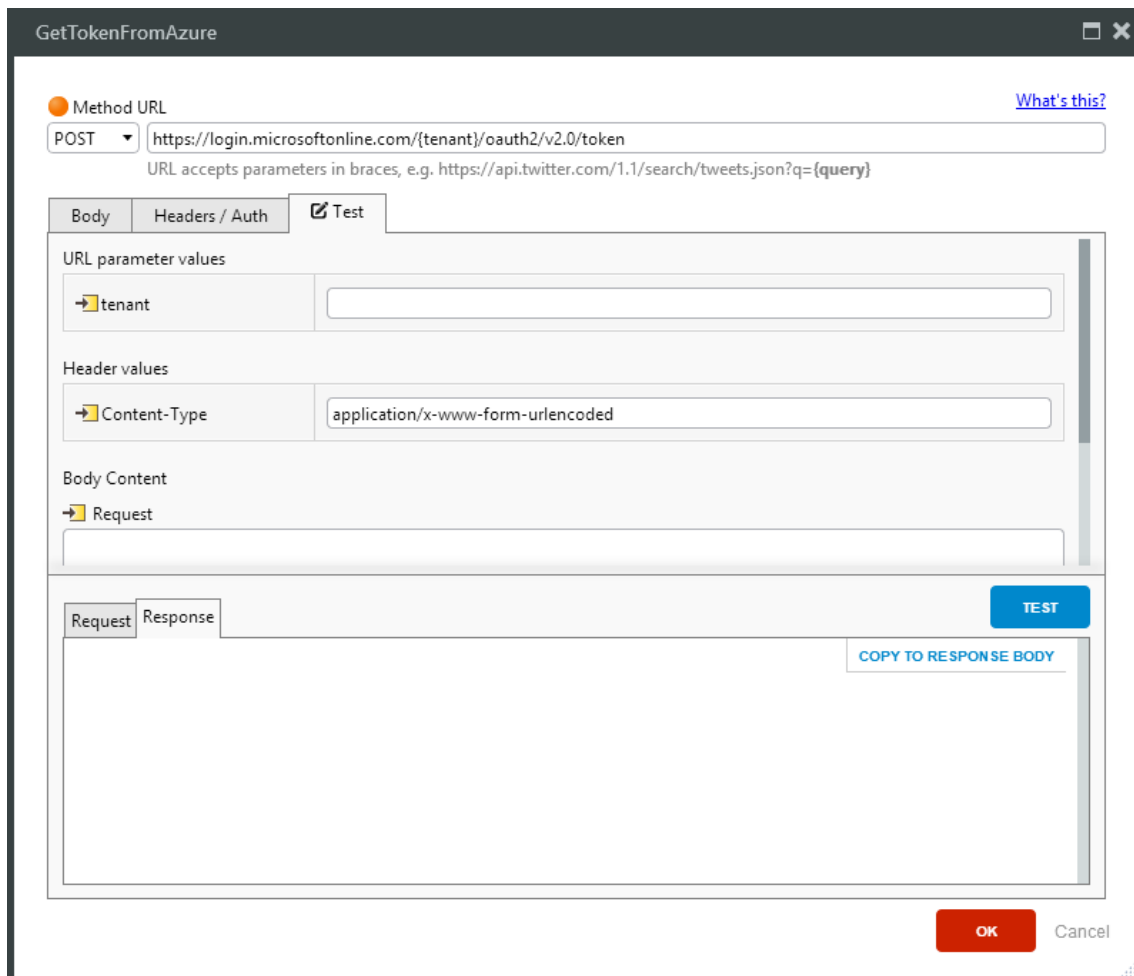 GetTokenFromAzure
Method URL
What's this?
POST
https://login.microsoftonline.com/{tenant}/oauth2/v2.0/token
URL accepts parameters in braces, e.g. https://api.twitter.com/1.1/search/tweets.json?q={query}
Body
Headers / Auth
Test
URL parameter values
tenant
Header values
Content-Type
application/x-www-form-urlencoded
Body Content
Request
TEST
Request
Response
COPY TO RESPONSE BODY
OK
Cancel